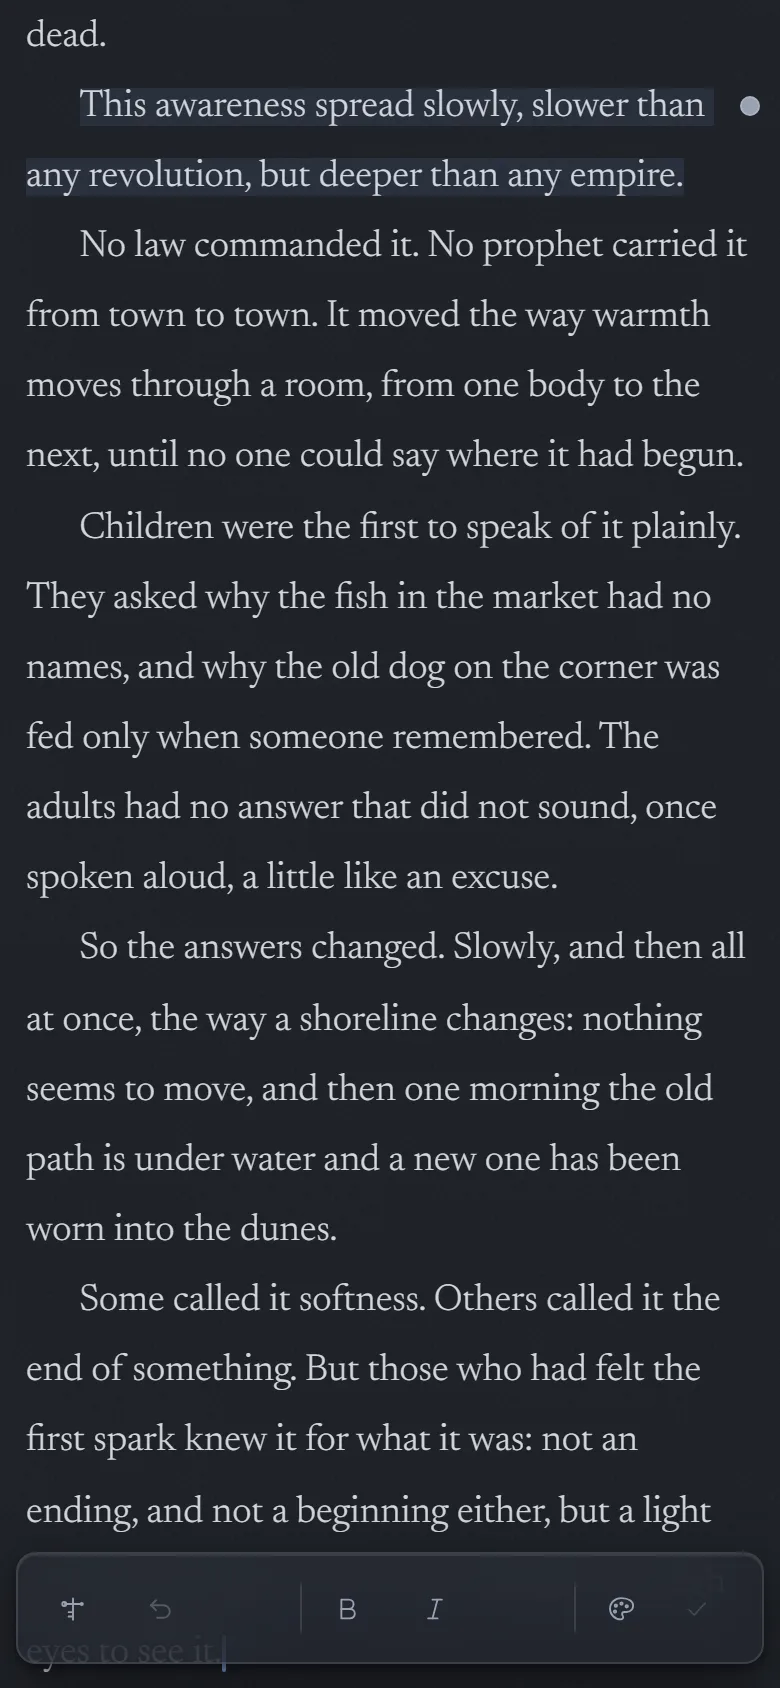 dead.
This awareness spread slowly, slower than
any revolution, but deeper than any empire.
No law commanded it. No prophet carried it
from town to town. It moved the way warmth
moves through a room, from one body to the
next, until no one could say where it had begun.
Children were the first to speak of it plainly.
They asked why the fish in the market had no
names, and why the old dog on the corner was
fed only when someone remembered. The
adults had no answer that did not sound, once
spoken aloud, a little like an excuse.
So the answers changed. Slowly, and then all
at once, the way a shoreline changes: nothing
seems to move, and then one morning the old
path is under water and a new one has been
worn into the dunes.
Some called it softness. Others called it the
end of something. But those who had felt the
first spark knew it for what it was: not an
ending, and not a beginning either, but a light
B I
eyes to see it.